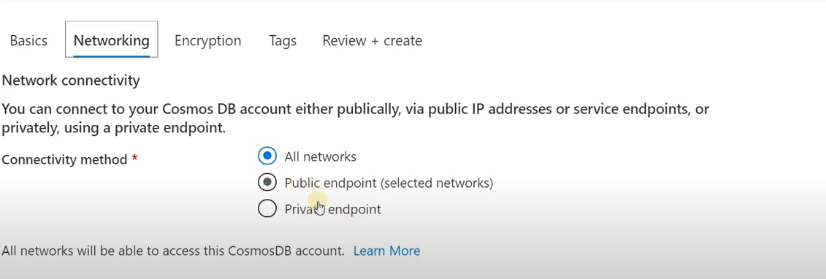 Basics Networking Encryption Tags Review + create
Network connectivity
You can connect to your Cosmos DB account either publically, via public IP addresses or service endpoints, or
privately, using a private endpoint.
Connectivity method *
All networks
Public endpoint (selected networks)
Private endpoint
All networks will be able to access this CosmosDB account. Learn More